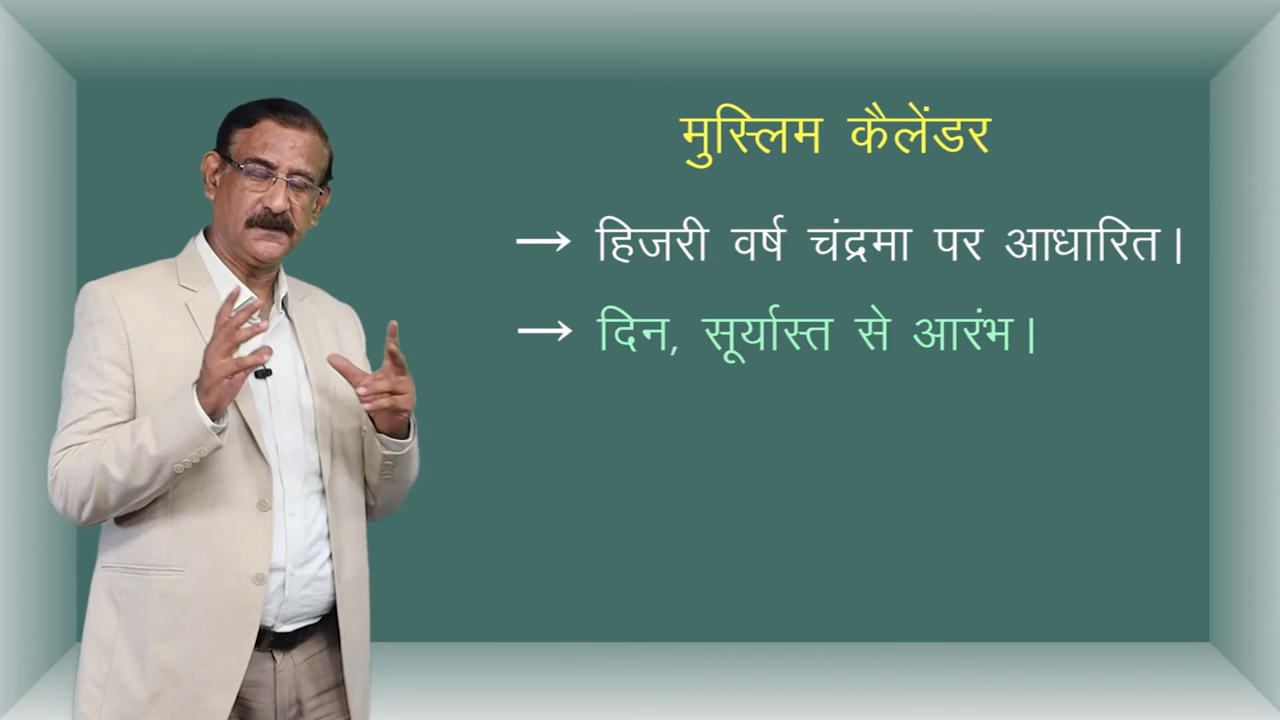 मुस्लिम कैलेंडर
→ हिजरी वर्ष चंद्रमा पर आधारित।
→ दिन, सूर्यास्त से आरंभ।